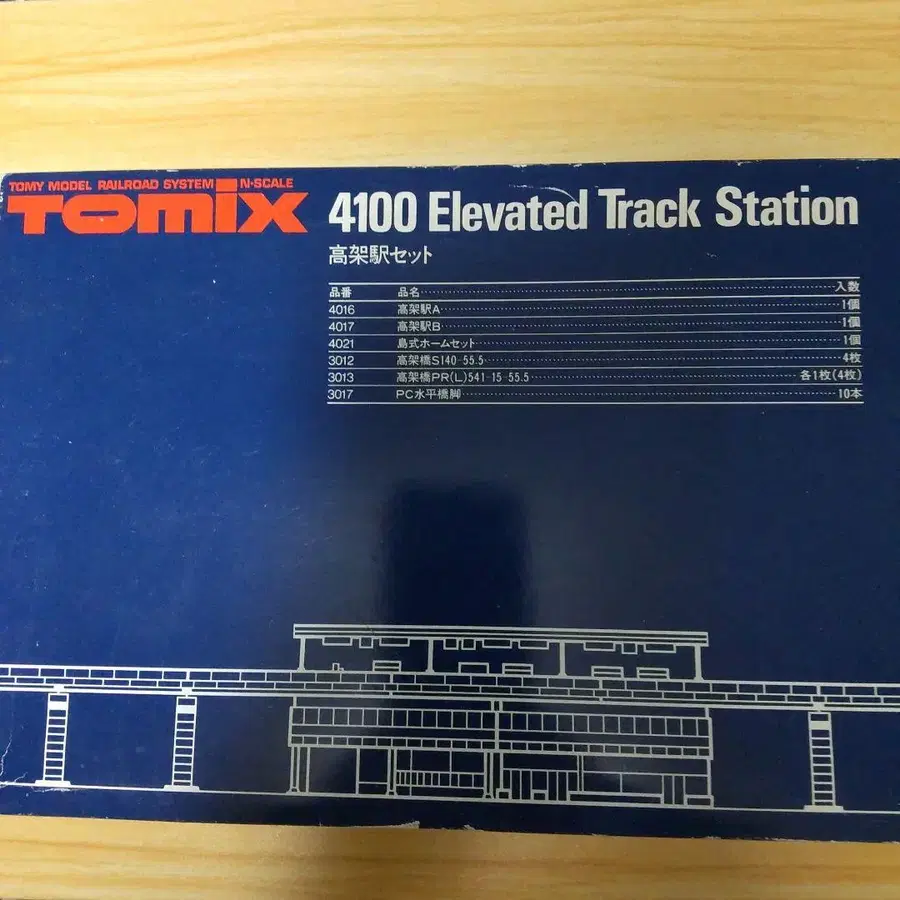 TOMY MODEL RAILROAD SYSTEM N·SCALE
TOMIX
4100 Elevated Track Station
高架駅セット
品番 品名 入数
4016 高架駅A 1個
4017 高架駅B 1個
4021 島式ホームセット 1個
3012 高架橋S140-55.5 4枚
3013 高架橋PR(L)541-15-55.5 各1枚(4枚)
3017 PC水平橋脚 10本